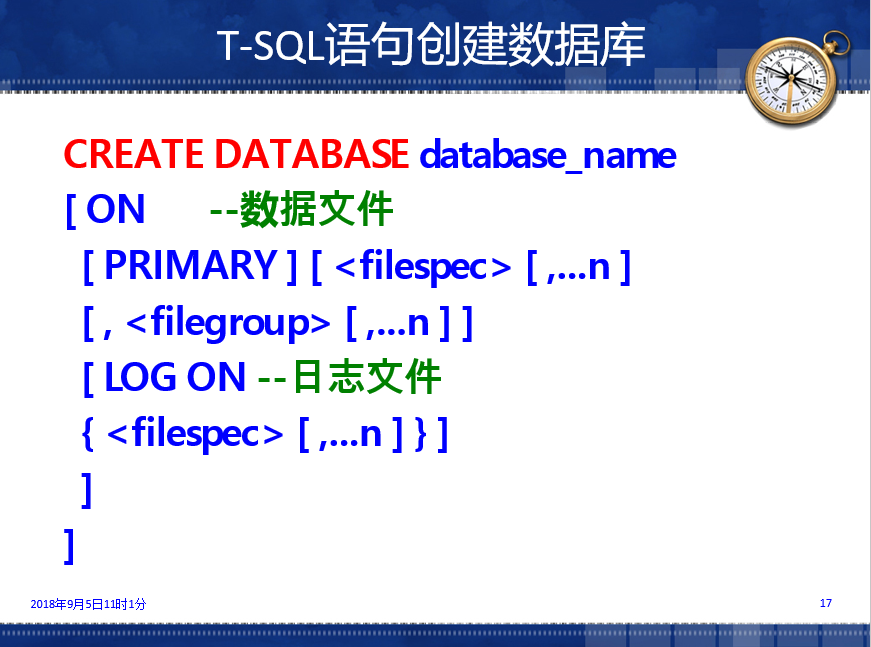 T-SQL语句创建数据库
CREATE DATABASE database_name
[ ON --数据文件
[ PRIMARY ] [ <filespec> [ ,...n ]
[ , <filegroup> [ ,...n ] ]
[ LOG ON --日志文件
{ <filespec> [ ,...n ] } ]
]
]
2018年9月5日11时1分
17